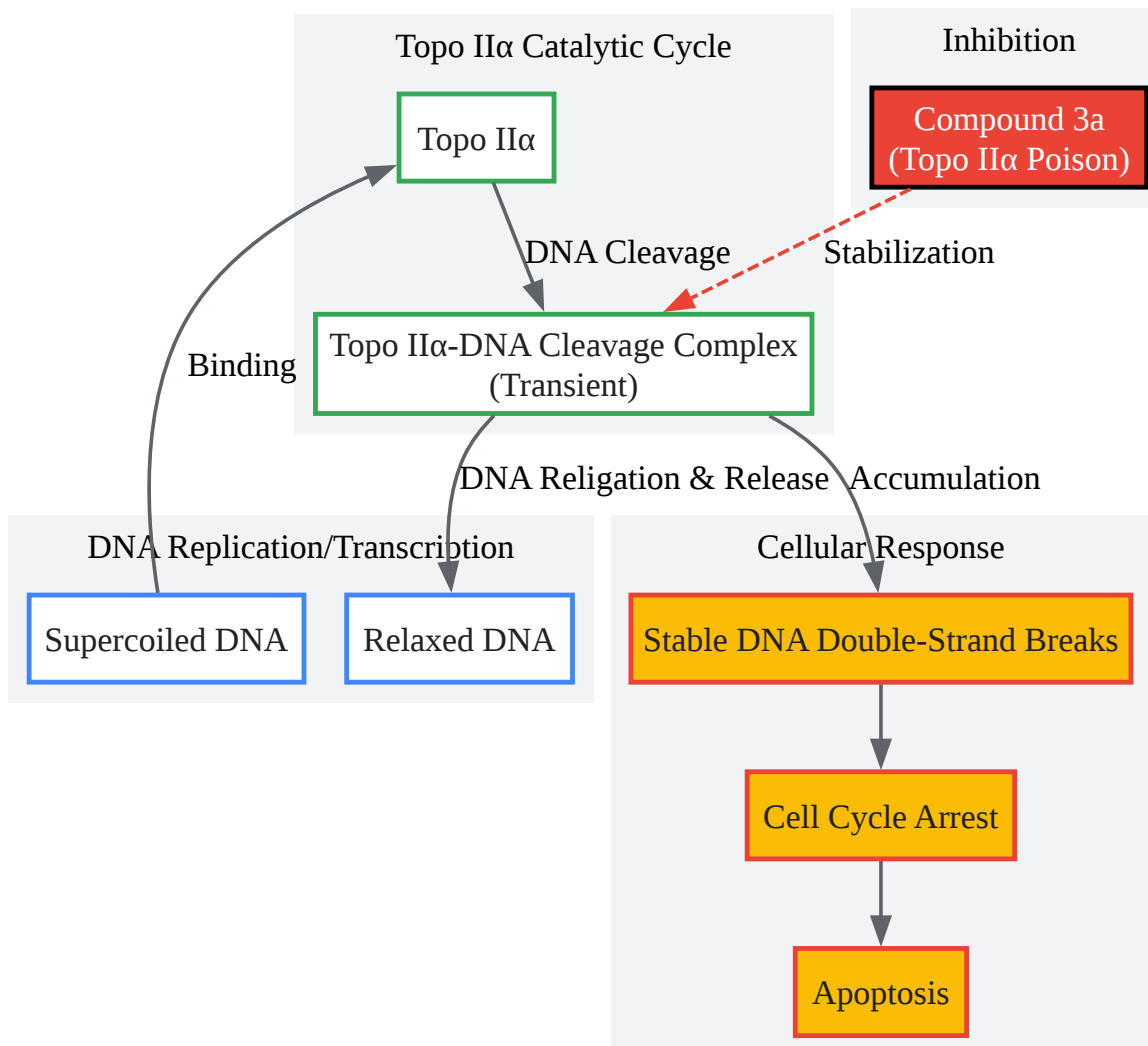 Topo IIα Catalytic Cycle
Inhibition
Topo IIα
Compound 3a
(Topo IIα Poison)
DNA Cleavage
Stabilization
Topo IIα-DNA Cleavage Complex
(Transient)
Binding
DNA Religation & Release
Accumulation
DNA Replication/Transcription
Cellular Response
Supercoiled DNA
Relaxed DNA
Stable DNA Double-Strand Breaks
Cell Cycle Arrest
Apoptosis